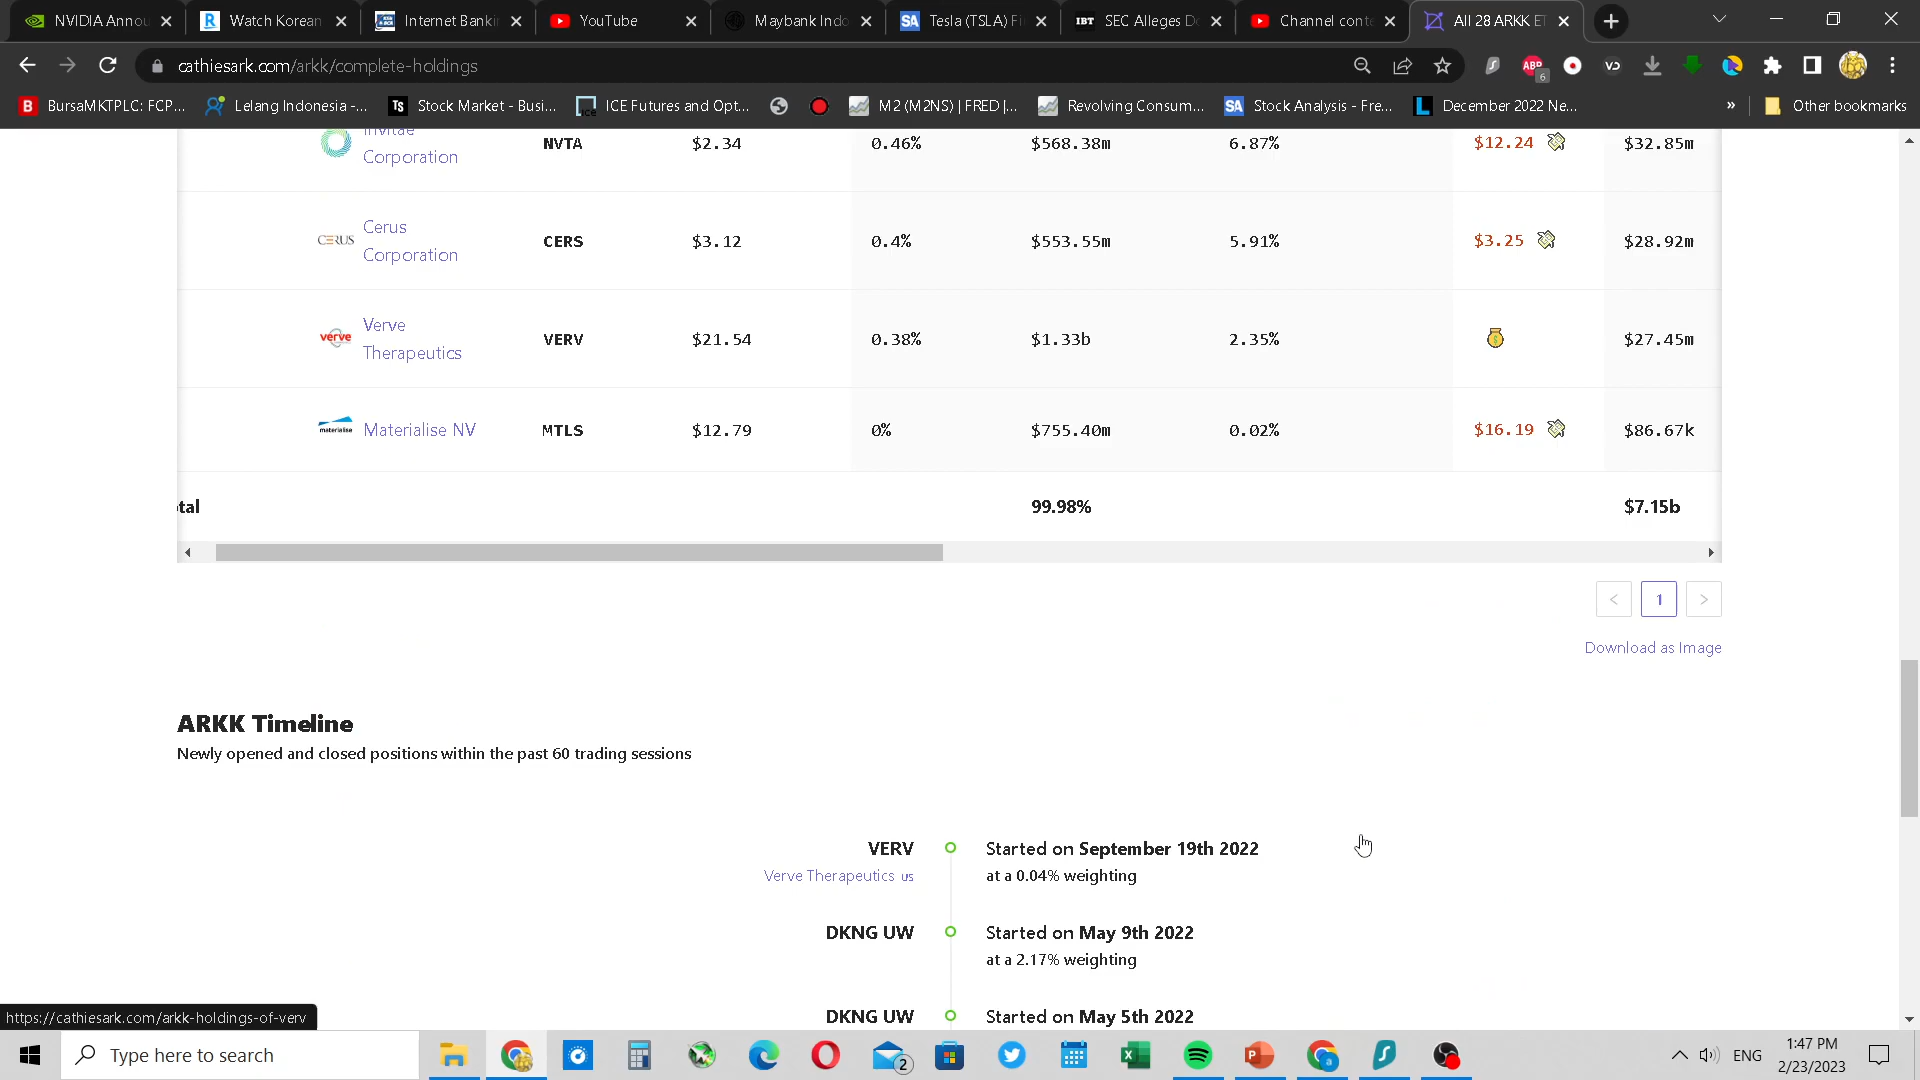 NVIDIA Annou
Watch Korean
Internet Banki
YouTube
Maybank Indo
Tesla (TSLA) Fi
SEC Alleges Do
Channel conte
All 28 ARKK ET
cathiesark.com/arkk/complete-holdings
BursaMKTPLC: FCP...
Lelang Indonesia -...
Stock Market - Busi...
ICE Futures and Opt...
M2 (M2NS) | FRED |...
Revolving Consum...
Stock Analysis - Fre...
December 2022 Ne...
»
Other bookmarks
Invitae
Corporation
NVTA $2.34 0.46% $568.38m 6.87% $12.24 $32.85m
Cerus
Corporation
CERS $3.12 0.4% $553.55m 5.91% $3.25 $28.92m
Verve
Therapeutics
VERV $21.54 0.38% $1.33b 2.35% $27.45m
Materialise NV MTLS $12.79 0% $755.40m 0.02% $16.19 $86.67k
otal 99.98% $7.15b
< 1 >
Download as Image
ARKK Timeline
Newly opened and closed positions within the past 60 trading sessions
VERV Started on September 19th 2022
Verve Therapeutics us at a 0.04% weighting
DKNG UW Started on May 9th 2022
at a 2.17% weighting
DKNG UW Started on May 5th 2022
https://cathiesark.com/arkk-holdings-of-verv
Type here to search
2
ENG
1:47 PM
2/23/2023